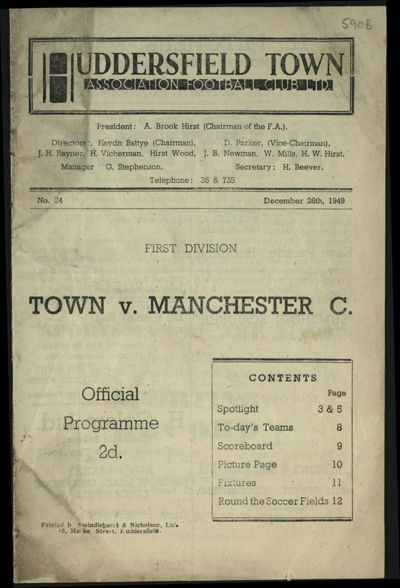 590B
HUDDERSFIELD TOWN
ASSOCIATION FOOTBALL CLUB LTD.
President: A. Brook Hirst (Chairman of the F.A.).
Directors:, Haydn Battye (Chairman), D. Parker, (Vice-Chairman),
J. H. Rayner, H. Vickerman, Hirst Wood, J. B. Newman, W. Mills, H. W. Hirst.
Manager G. Stephenson. Secretary: H. Beever.
Telephone: 36 & 735
No. 24 December 26th, 1949
FIRST DIVISION
TOWN v. MANCHESTER C.
Official
Programme
2d.
CONTENTS
Page
Spotlight 3 & 5
To-day's Teams 8
Scoreboard 9
Picture Page 10
Fixtures 11
Round the Soccer Fields 12
Printed b Swindlehurst & Nicholson, Ltd.
Street, Huddersfield.